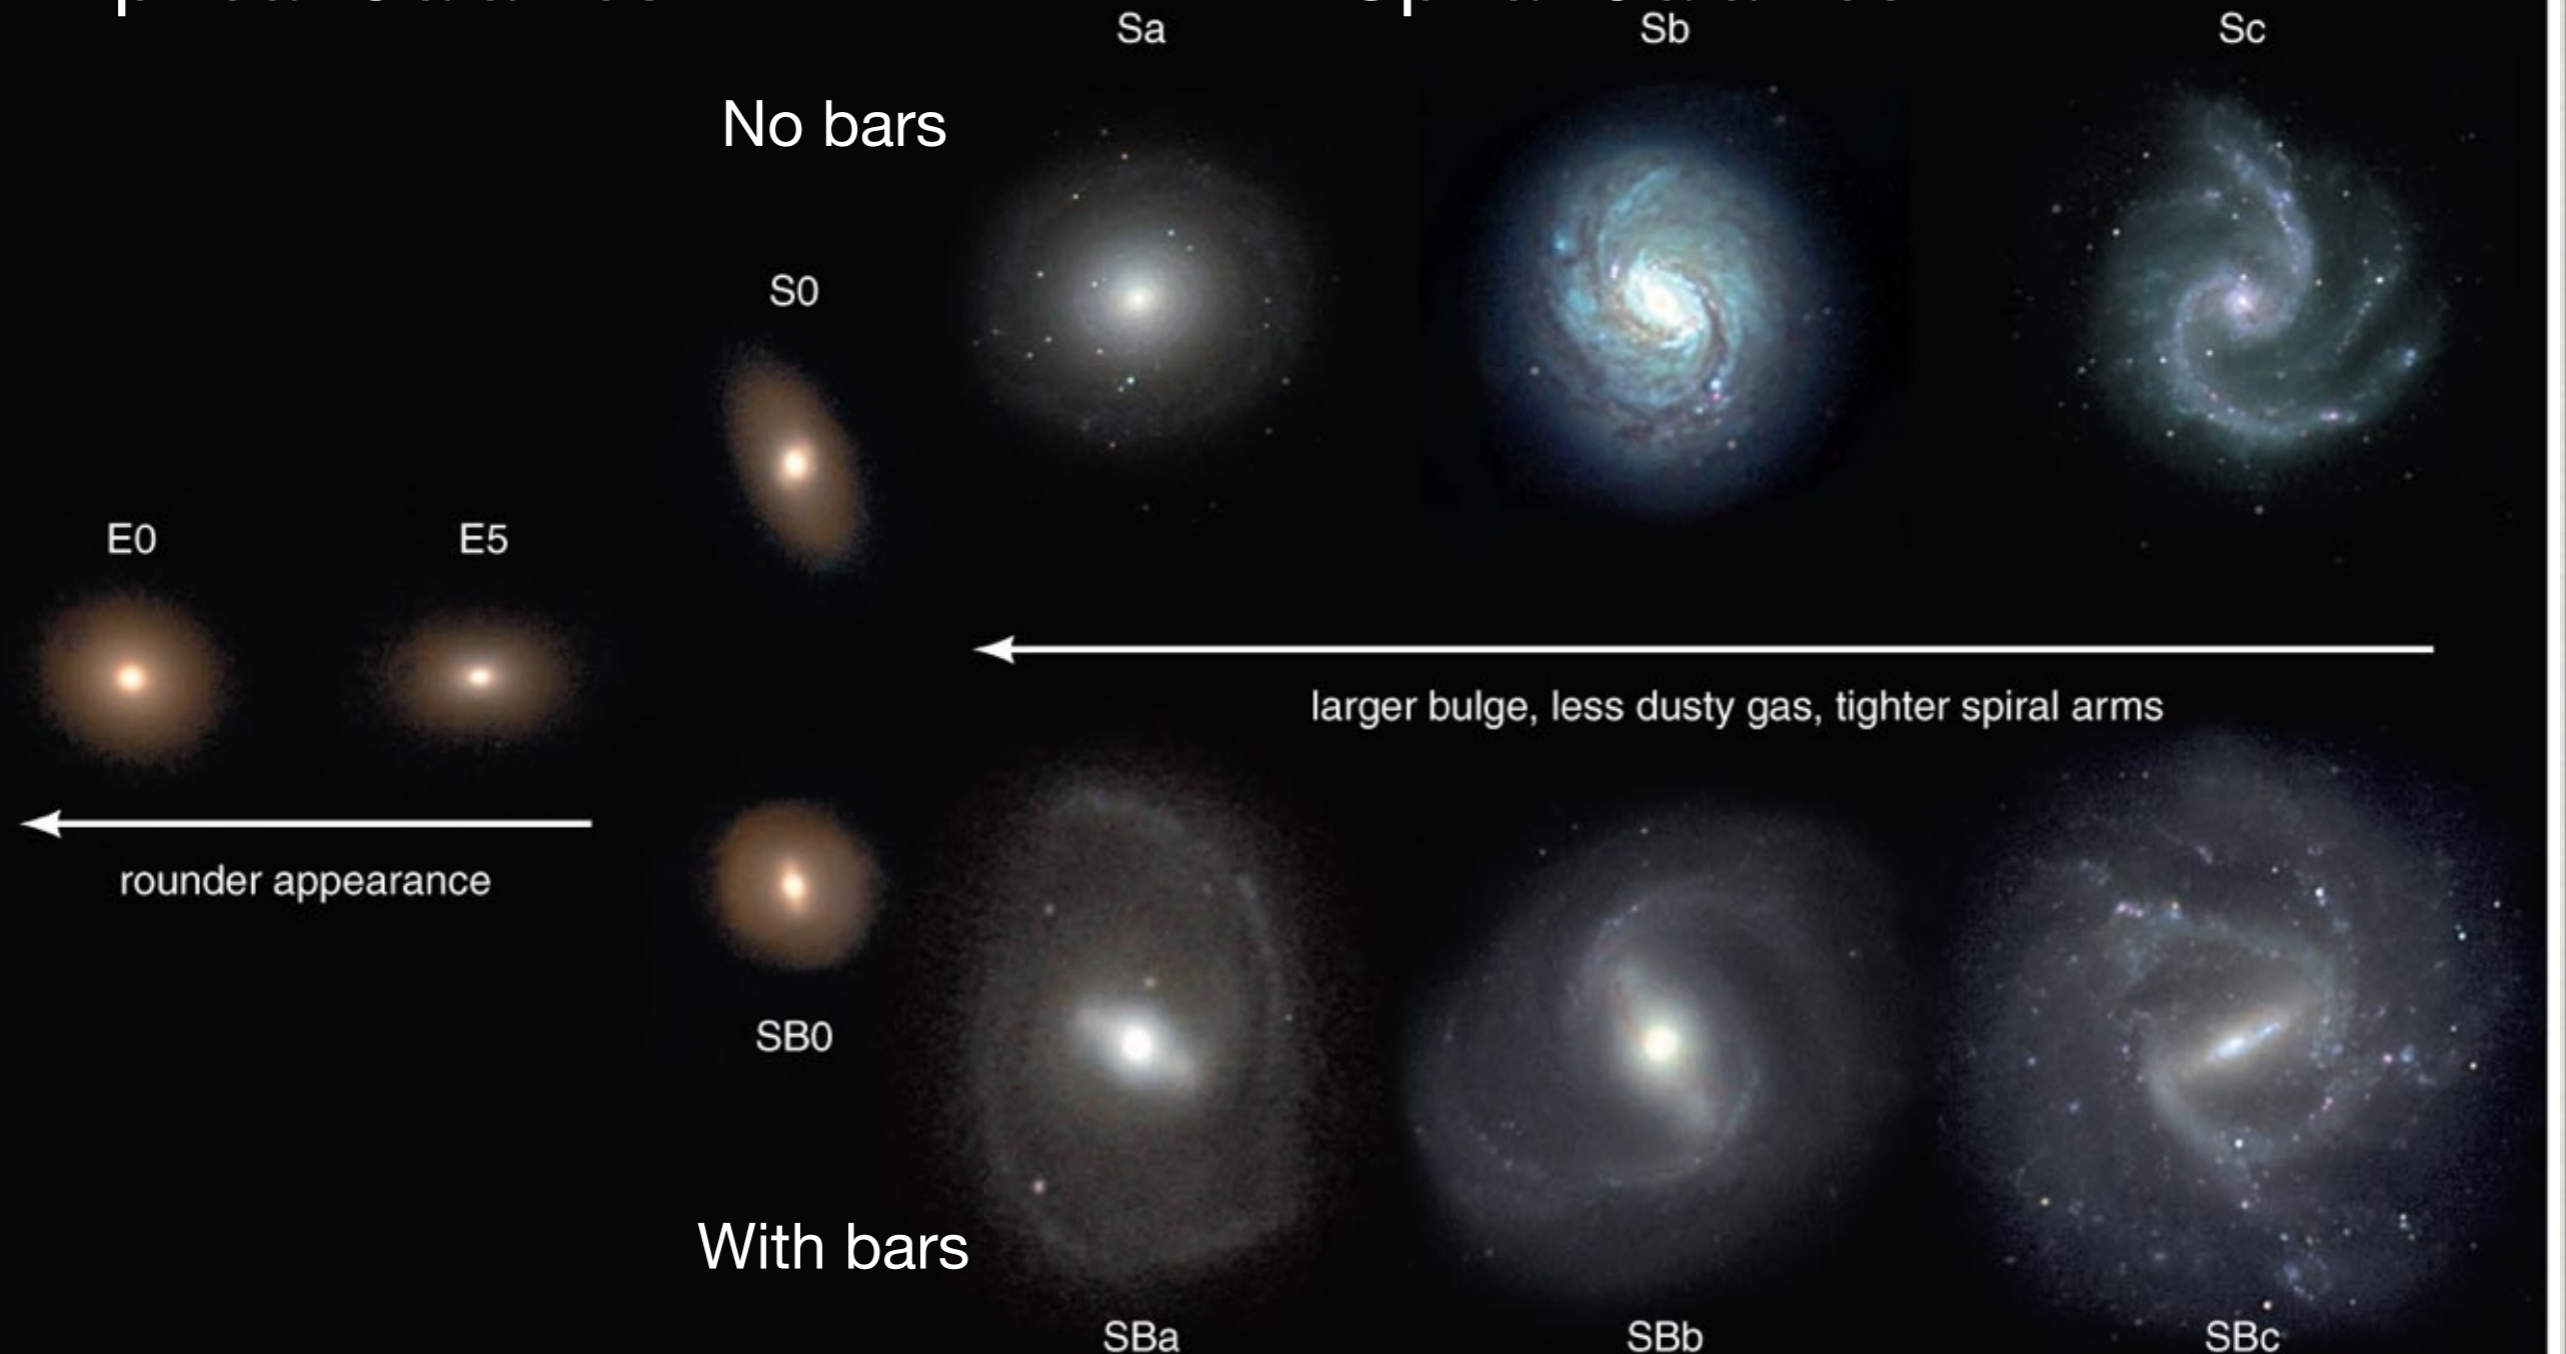 Sa
Sb
Sc
No bars
S0
E0
E5
larger bulge, less dusty gas, tighter spiral arms
rounder appearance
SB0
With bars
SBa
SBb
SBc